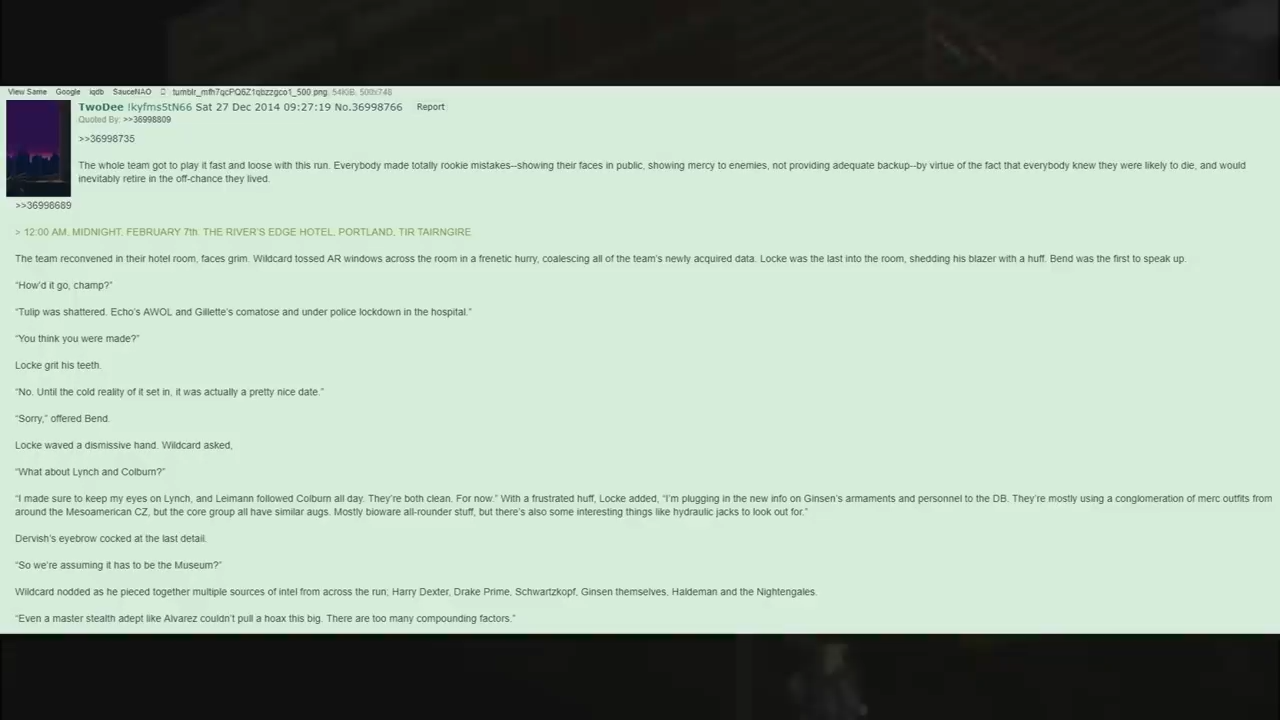 View Same Google iqdb SauceNAO tumblr_mfh7qcPQ6Z1qbzzgco1_500.png, 54KiB, 500x748
TwoDee !kyfmsStN66 Sat 27 Dec 2014 09:27:19 No.36998766 Report
Quoted By: >>36998809
>>36998735
The whole team got to play it fast and loose with this run. Everybody made totally rookie mistakes--showing their faces in public, showing mercy to enemies, not providing adequate backup--by virtue of the fact that everybody knew they were likely to die, and would
inevitably retire in the off-chance they lived.
>>36998689
> 12:00 AM, MIDNIGHT. FEBRUARY 7th. THE RIVER'S EDGE HOTEL, PORTLAND, TIR TAIRNGIRE
The team reconvened in their hotel room, faces grim. Wildcard tossed AR windows across the room in a frenetic hurry, coalescing all of the team's newly acquired data. Locke was the last into the room, shedding his blazer with a huff. Bend was the first to speak up.
“How'd it go, champ?”
“Tulip was shattered. Echo's AWOL and Gillette's comatose and under police lockdown in the hospital.”
“You think you were made?”
Locke grit his teeth.
“No. Until the cold reality of it set in, it was actually a pretty nice date.”
“Sorry,” offered Bend.
Locke waved a dismissive hand. Wildcard asked,
“What about Lynch and Colburn?”
“I made sure to keep my eyes on Lynch, and Leimann followed Colburn all day. They're both clean. For now.” With a frustrated huff, Locke added, “I'm plugging in the new info on Ginsen's armaments and personnel to the DB. They're mostly using a conglomeration of merc outfits from
around the Mesoamerican CZ, but the core group all have similar augs. Mostly bioware all-rounder stuff, but there's also some interesting things like hydraulic jacks to look out for.”
Dervish's eyebrow cocked at the last detail.
“So we're assuming it has to be the Museum?”
Wildcard nodded as he pieced together multiple sources of intel from across the run; Harry Dexter, Drake Prime, Schwartzkopf, Ginsen themselves, Haldeman and the Nightengales.
“Even a master stealth adept like Alvarez couldn't pull a hoax this big. There are too many compounding factors.”